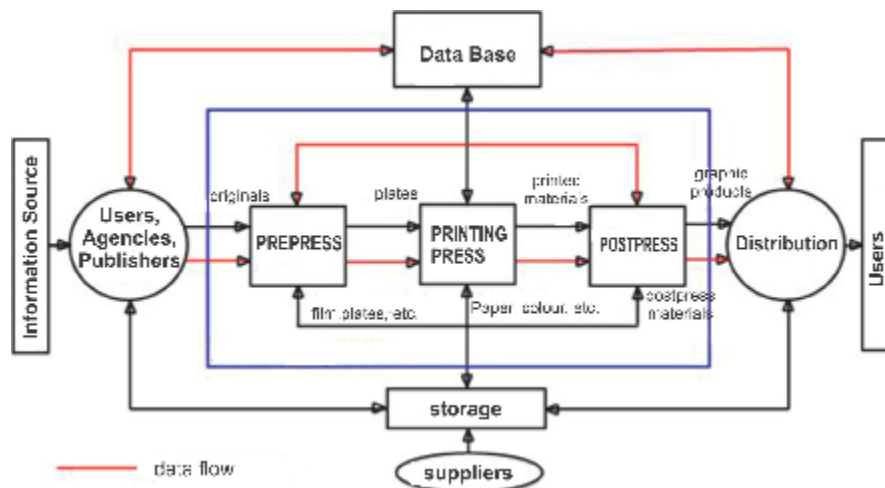 Data Base
Information Source
Users,
Agencies,
Publishers
originals
PREPRESS
plates
PRINTING
PRESS
printed
materials
POSTPRESS
graphic
products
Distribution
Users
film plates, etc.
Paper colour, etc.
postpress
materials
storage
suppliers
data flow